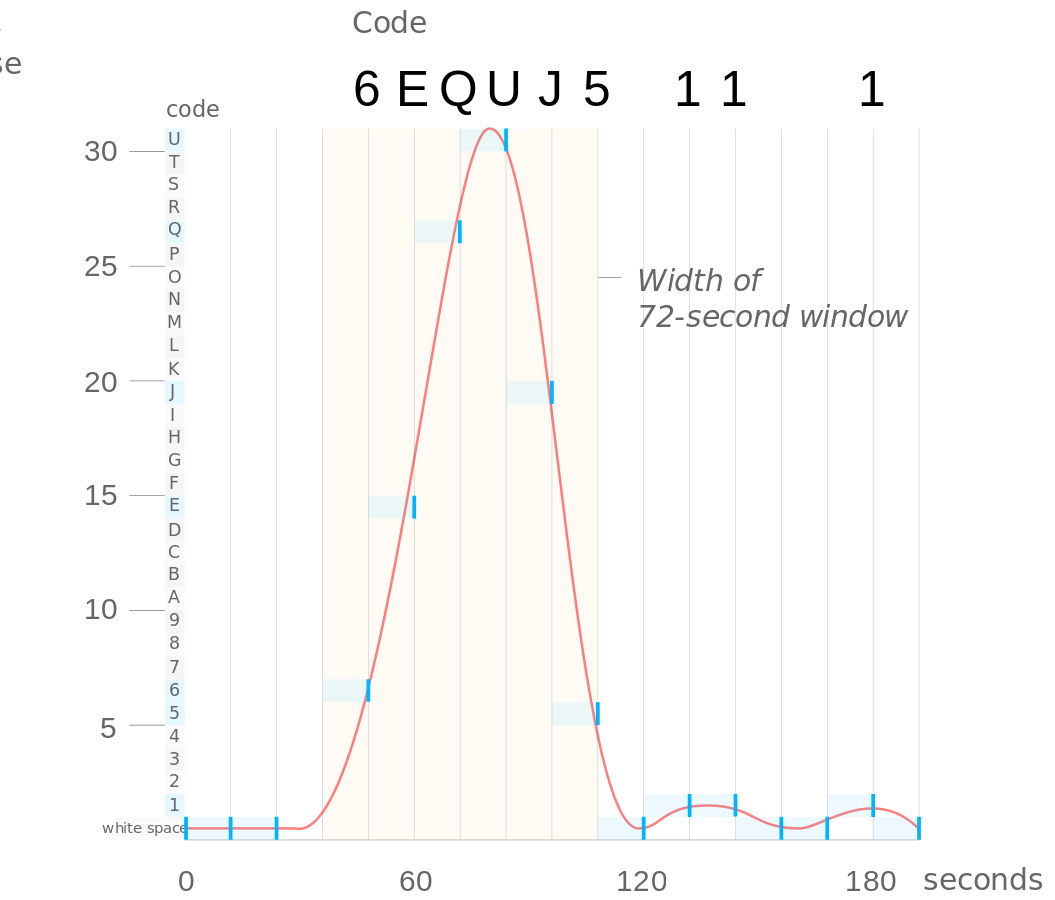 Code
se
6 E Q U J 5 1 1 1
code
U
30
T
S
R
Q
P
25
O
N
M
L
K
20
J
I
H
G
F
15
E
D
C
B
A
10
9
8
7
6
5
5
4
3
2
1
white space
Width of
72-second window
0 60 120 180 seconds